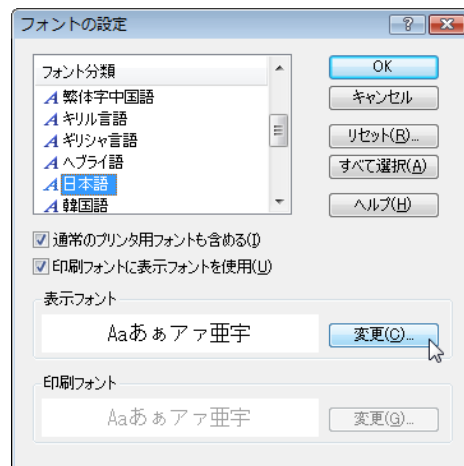 フォントの設定
フォント分類
A 繁体字中国語
A キリル言語
A ギリシャ言語
A ヘブライ語
A 日本語
A 韓国語
OK
キャンセル
リセット(R)...
すべて選択(A)
ヘルプ(H)
通常のプリンタ用フォントも含める(I)
印刷フォントに表示フォントを使用(U)
表示フォント
Aaあぁアァ亜宇
変更(C)...
印刷フォント
Aaあぁアァ亜宇
変更(G)...